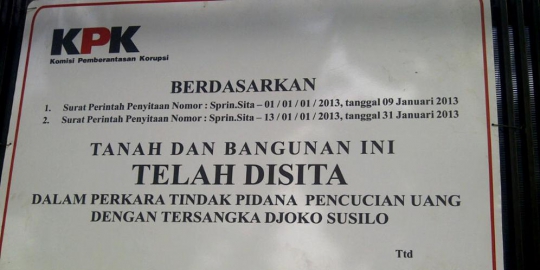 KPK
Komisi Pemberantasan Korupsi
BERDASARKAN
1. Surat Perintah Penyitaan Nomor : Sprin.Sita – 01 / 01 / 01 / 2013, tanggal 09 Januari 2013
2. Surat Perintah Penyitaan Nomor : Sprin.Sita – 13 / 01 / 01 / 2013, tanggal 31 Januari 2013
TANAH DAN BANGUNAN INI
TELAH DISITA
DALAM PERKARA TINDAK PIDANA PENCUCIAN UANG
DENGAN TERSANGKA DJOKO SUSILO
Ttd